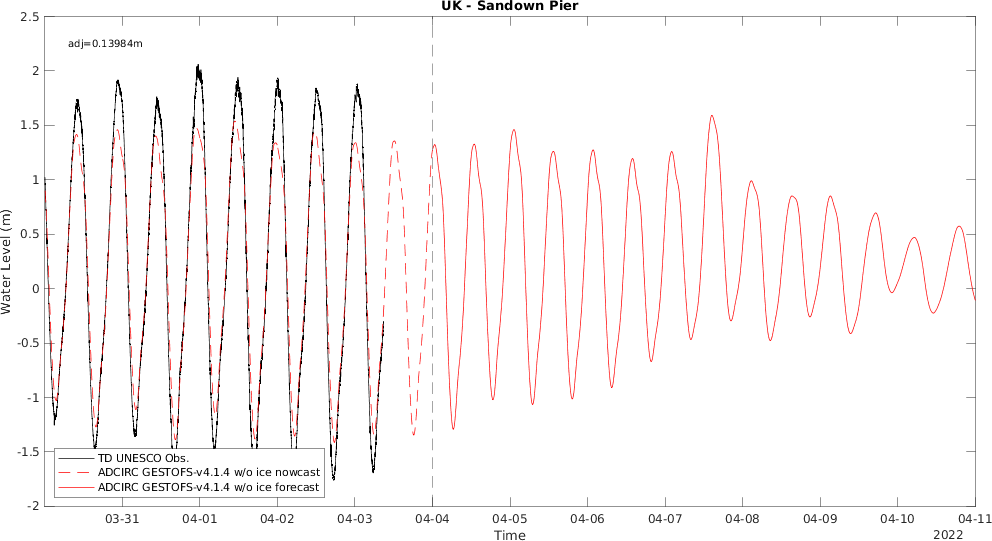 UK - Sandown Pier
adj=0.13984m
2.5
2
1.5
1
0.5
0
-0.5
-1
-1.5
-2
Water Level (m)
TD UNESCO Obs.
ADCIRC GESTOFS-v4.1.4 w/o ice nowcast
ADCIRC GESTOFS-v4.1.4 w/o ice forecast
03-31 04-01 04-02 04-03 04-04 04-05 04-06 04-07 04-08 04-09 04-10 04-11
Time
2022